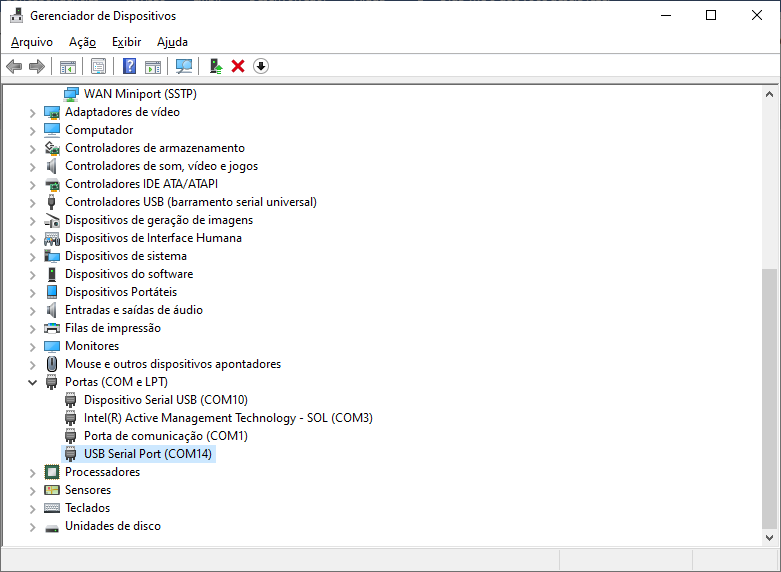 Gerenciador de Dispositivos
Arquivo Ação Exibir Ajuda
WAN Miniport (SSTP)
Adaptadores de vídeo
Computador
Controladores de armazenamento
Controladores de som, vídeo e jogos
Controladores IDE ATA/ATAPI
Controladores USB (barramento serial universal)
Dispositivos de geração de imagens
Dispositivos de Interface Humana
Dispositivos de sistema
Dispositivos do software
Dispositivos Portáteis
Entradas e saídas de áudio
Filas de impressão
Monitores
Mouse e outros dispositivos apontadores
Portas (COM e LPT)
Dispositivo Serial USB (COM10)
Intel(R) Active Management Technology - SOL (COM3)
Porta de comunicação (COM1)
USB Serial Port (COM14)
Processadores
Sensores
Teclados
Unidades de disco